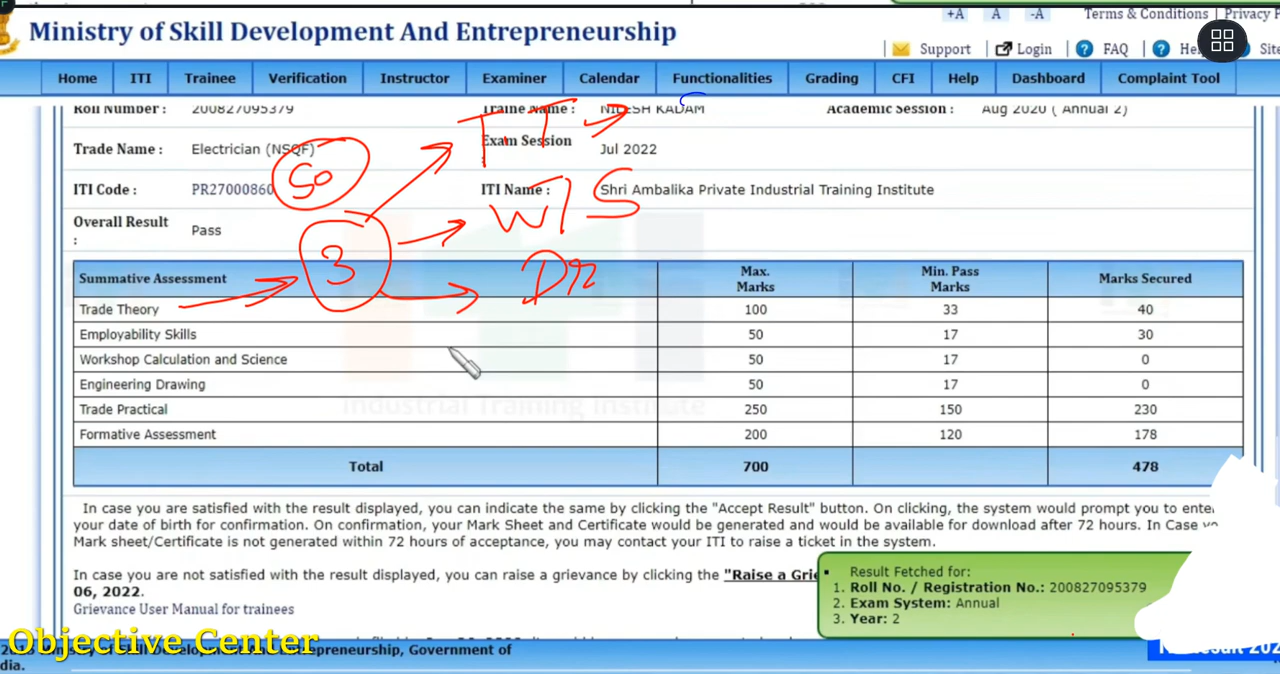 +A A -A Terms & Conditions | Privacy P
Ministry of Skill Development And Entrepreneurship
Support Login FAQ Hel Site
Home ITI Trainee Verification Instructor Examiner Calendar Functionalities Grading CFI Help Dashboard Complaint Tool
Roll Number : 200827095379 Traine Name : NILESH KADAM Academic Session : Aug 2020 ( Annual 2)
Trade Name : Electrician (NSQF) Exam Session Jul 2022
T.T
50
ITI Code : PR27000860 ITI Name : Shri Ambalika Private Industrial Training Institute
W/S
Overall Result : Pass
3
DR
Summative Assessment Max. Marks Min. Pass Marks Marks Secured
Trade Theory 100 33 40
Employability Skills 50 17 30
Workshop Calculation and Science 50 17 0
Engineering Drawing 50 17 0
Industrial Training Institute
Trade Practical 250 150 230
Formative Assessment 200 120 178
Total 700 478
In case you are satisfied with the result displayed, you can indicate the same by clicking the "Accept Result" button. On clicking, the system would prompt you to enter
your date of birth for confirmation. On confirmation, your Mark Sheet and Certificate would be generated and would be available for download after 72 hours. In Case
Mark sheet/Certificate is not generated within 72 hours of acceptance, you may contact your ITI to raise a ticket in the system.
In case you are not satisfied with the result displayed, you can raise a grievance by clicking the "Raise a Grie
06, 2022.
Grievance User Manual for trainees
Result Fetched for:
1. Roll No. / Registration No.: 200827095379
2. Exam System: Annual
3. Year: 2
Objective Center
Entrepreneurship, Government of
dia.